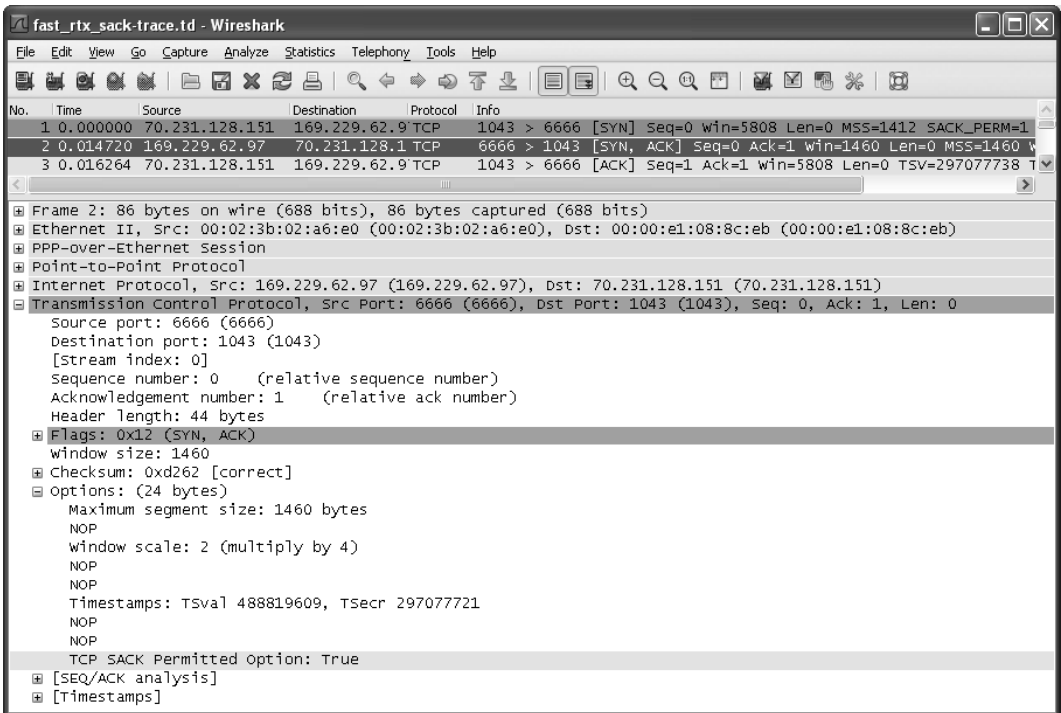 fast_rtx_sack-trace.td - Wireshark
File Edit View Go Capture Analyze Statistics Telephony Tools Help
No. Time Source Destination Protocol Info
1 0.000000 70.231.128.151 169.229.62.9 TCP 1043 > 6666 [SYN] Seq=0 Win=5808 Len=0 MSS=1412 SACK_PERM=1
2 0.014720 169.229.62.97 70.231.128.1 TCP 6666 > 1043 [SYN, ACK] Seq=0 Ack=1 Win=1460 Len=0 MSS=1460 W
3 0.016264 70.231.128.151 169.229.62.9 TCP 1043 > 6666 [ACK] Seq=1 Ack=1 Win=5808 Len=0 TSV=297077738 T
Frame 2: 86 bytes on wire (688 bits), 86 bytes captured (688 bits)
Ethernet II, Src: 00:02:3b:02:a6:e0 (00:02:3b:02:a6:e0), Dst: 00:00:e1:08:8c:eb (00:00:e1:08:8c:eb)
PPP-over-Ethernet Session
Point-to-Point Protocol
Internet Protocol, Src: 169.229.62.97 (169.229.62.97), Dst: 70.231.128.151 (70.231.128.151)
Transmission Control Protocol, Src Port: 6666 (6666), Dst Port: 1043 (1043), Seq: 0, Ack: 1, Len: 0
Source port: 6666 (6666)
Destination port: 1043 (1043)
[Stream index: 0]
Sequence number: 0 (relative sequence number)
Acknowledgement number: 1 (relative ack number)
Header length: 44 bytes
Flags: 0x12 (SYN, ACK)
Window size: 1460
Checksum: 0xd262 [correct]
Options: (24 bytes)
Maximum segment size: 1460 bytes
NOP
Window scale: 2 (multiply by 4)
NOP
NOP
Timestamps: TSval 488819609, TSecr 297077721
NOP
NOP
TCP SACK Permitted Option: True
[SEQ/ACK analysis]
[Timestamps]